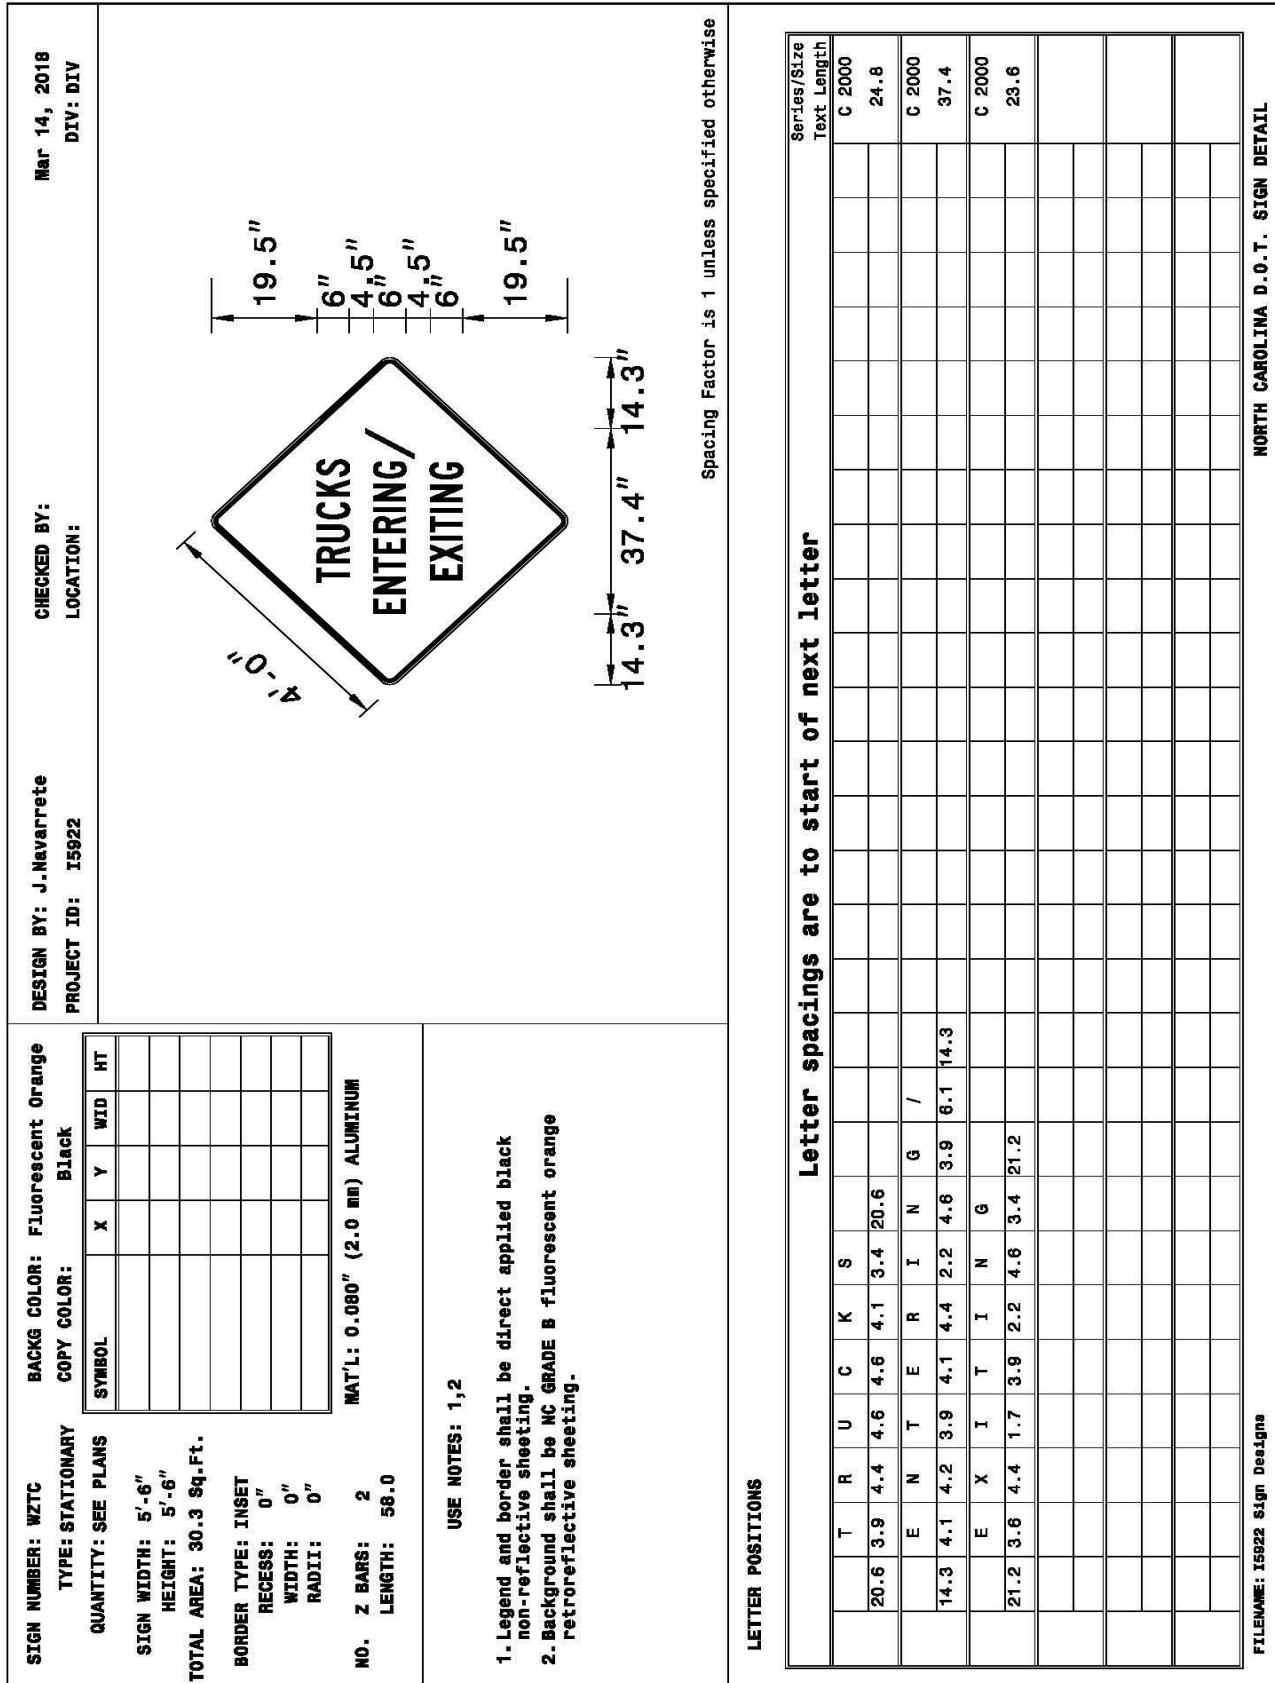 SIGN NUMBER: WZTC
TYPE: STATIONARY
QUANTITY: SEE PLANS
SIGN WIDTH: 5'-6"
HEIGHT: 5'-6"
TOTAL AREA: 30.3 Sq.Ft.
BORDER TYPE: INSET
RECESS: 0"
WIDTH: 0"
RADII: 0"
NO. Z BARS: 2
LENGTH: 58.0
BACKG COLOR: Fluorescent Orange
COPY COLOR: Black
SYMBOL X Y WID HT
MAT'L: 0.080" (2.0 mm) ALUMINUM
USE NOTES: 1,2
1. Legend and border shall be direct applied black
non-reflective sheeting.
2. Background shall be NC GRADE B fluorescent orange
retroreflective sheeting.
DESIGN BY: J.Navarrete
PROJECT ID: I5922
CHECKED BY:
LOCATION:
Mar 14, 2018
DIV: DIV
4'-0"
TRUCKS
ENTERING/
EXITING
19.5"
6"
4.5"
6"
4.5"
6"
19.5"
14.3" 37.4" 14.3"
Spacing Factor is 1 unless specified otherwise
LETTER POSITIONS
Letter spacings are to start of next letter
Series/Size
Text Length
T R U C K S C 2000
20.6 3.9 4.4 4.6 4.6 4.1 3.4 20.6 24.8
E N T E R I N G / C 2000
14.3 4.1 4.2 3.9 4.1 4.4 2.2 4.6 3.9 6.1 14.3 37.4
E X I T I N G C 2000
21.2 3.6 4.4 1.7 3.9 2.2 4.6 3.4 21.2 23.6
FILENAME: I5922 Sign Designs
NORTH CAROLINA D.O.T. SIGN DETAIL